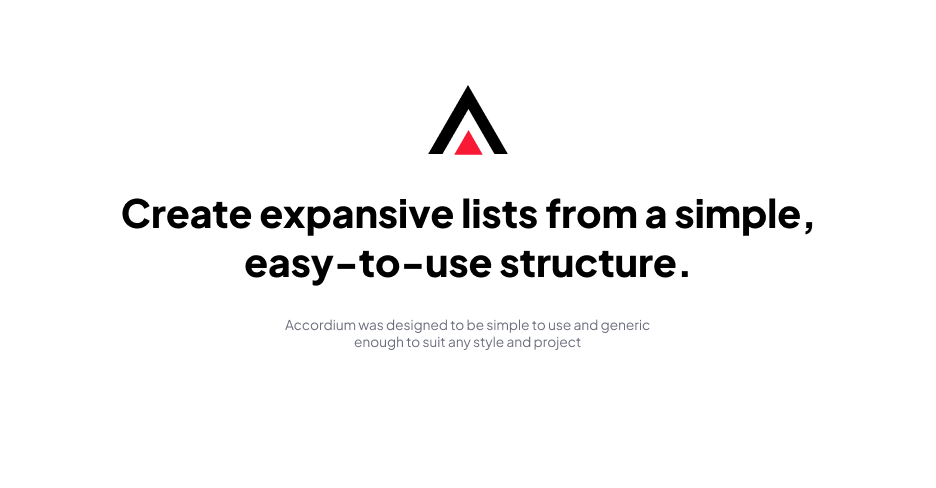 Create expansive lists from a simple,
easy-to-use structure.
Accordium was designed to be simple to use and generic
enough to suit any style and project